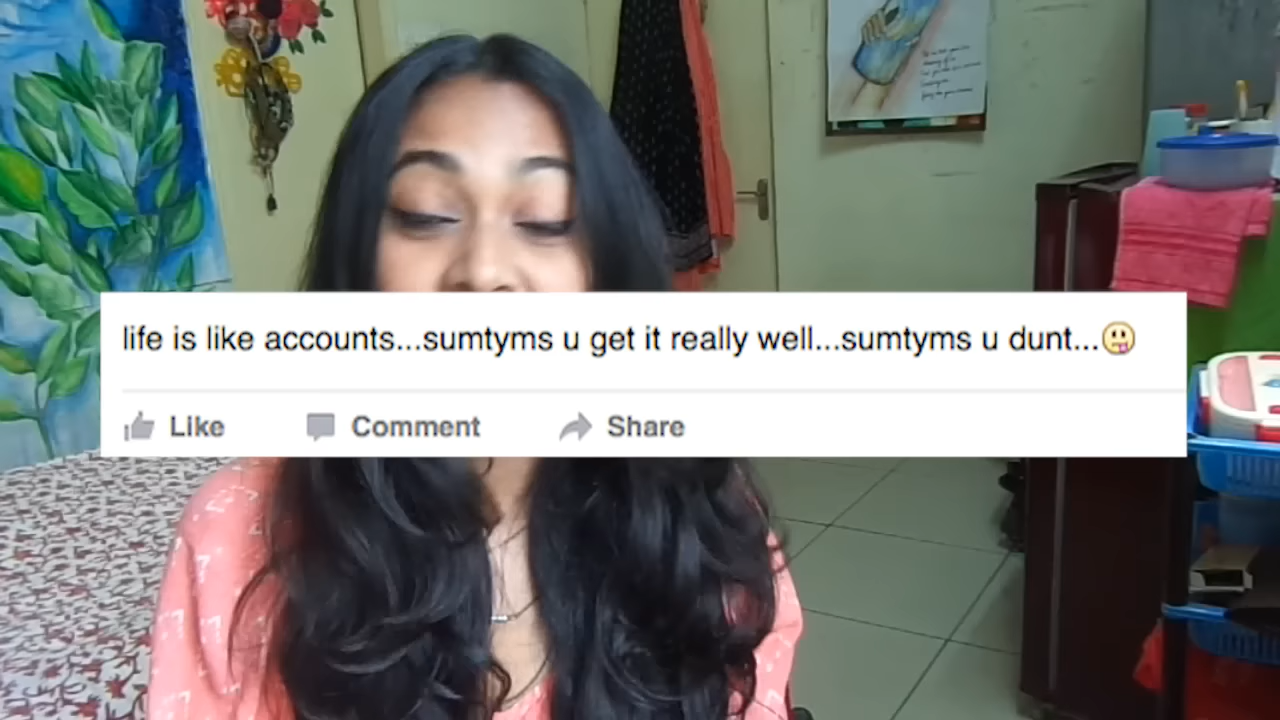 life is like accounts...sumtyms u get it really well...sumtyms u dunt...😛
Like Comment Share